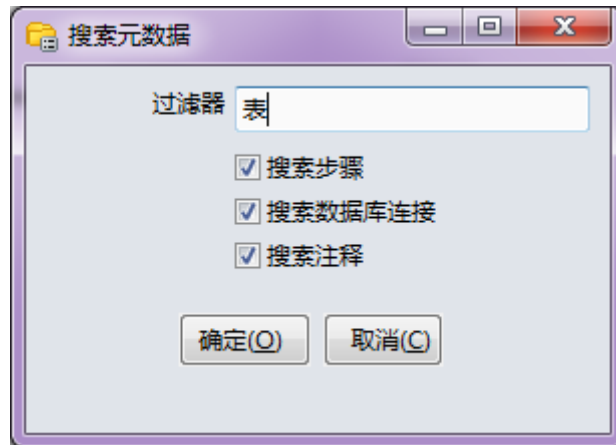 搜索元数据
过滤器 表
搜索步骤
搜索数据库连接
搜索注释
确定(O) 取消(C)